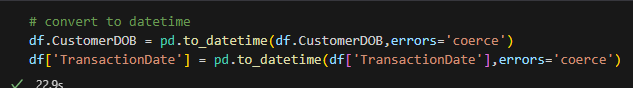 # convert to datetime
df.CustomerDOB = pd.to_datetime(df.CustomerDOB,errors='coerce')
df['TransactionDate'] = pd.to_datetime(df['TransactionDate'],errors='coerce')
✓ 22.9s